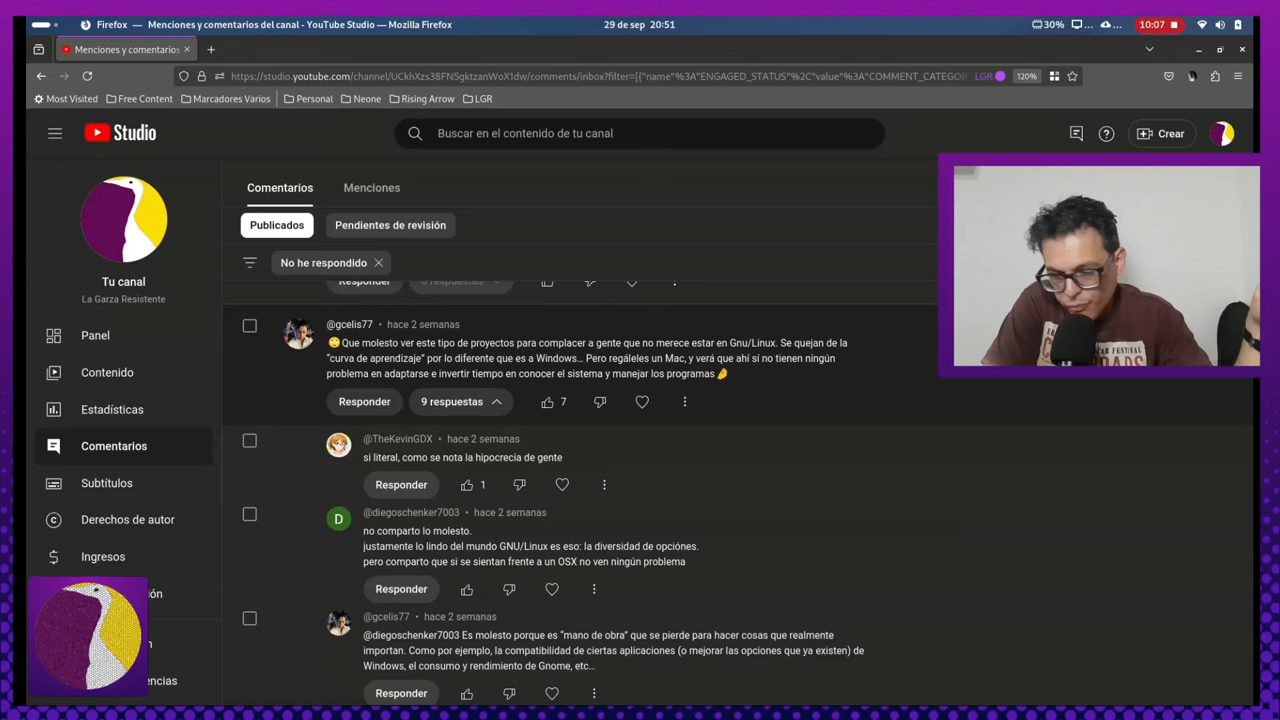 Firefox — Menciones y comentarios del canal - YouTube Studio — Mozilla Firefox
29 de sep 20:51
30%
10:07
Menciones y comentarios
https://studio.youtube.com/channel/UCkhXzs38FN5gktzanWoX1dw/comments/inbox?filter=[{"name"%3A"ENGAGED_STATUS"%2C"value"%3A"COMMENT_CATEGOR
LGR
120%
Most Visited
Free Content
Marcadores Varios
Personal
Neone
Rising Arrow
LGR
Studio
Buscar en el contenido de tu canal
Crear
Tu canal
La Garza Resistente
Panel
Contenido
Estadísticas
Comentarios
Subtítulos
Derechos de autor
Ingresos
Comentarios
Menciones
Publicados
Pendientes de revisión
No he respondido
Responder
respuestas
@gcelis77 • hace 2 semanas
🙄Que molesto ver este tipo de proyectos para complacer a gente que no merece estar en Gnu/Linux. Se quejan de la
"curva de aprendizaje" por lo diferente que es a Windows... Pero regáleles un Mac, y verá que ahí sí no tienen ningún
problema en adaptarse e invertir tiempo en conocer el sistema y manejar los programas🤌
Responder
9 respuestas
7
@TheKevinGDX • hace 2 semanas
si literal, como se nota la hipocrecia de gente
Responder
1
D
@diegoschenker7003 • hace 2 semanas
no comparto lo molesto.
justamente lo lindo del mundo GNU/Linux es eso: la diversidad de opciónes.
pero comparto que si se sientan frente a un OSX no ven ningún problema
Responder
@gcelis77 • hace 2 semanas
@diegoschenker7003 Es molesto porque es "mano de obra" que se pierde para hacer cosas que realmente
importan. Como por ejemplo, la compatibilidad de ciertas aplicaciones (o mejorar las opciones que ya existen) de
Windows, el consumo y rendimiento de Gnome, etc...
Responder